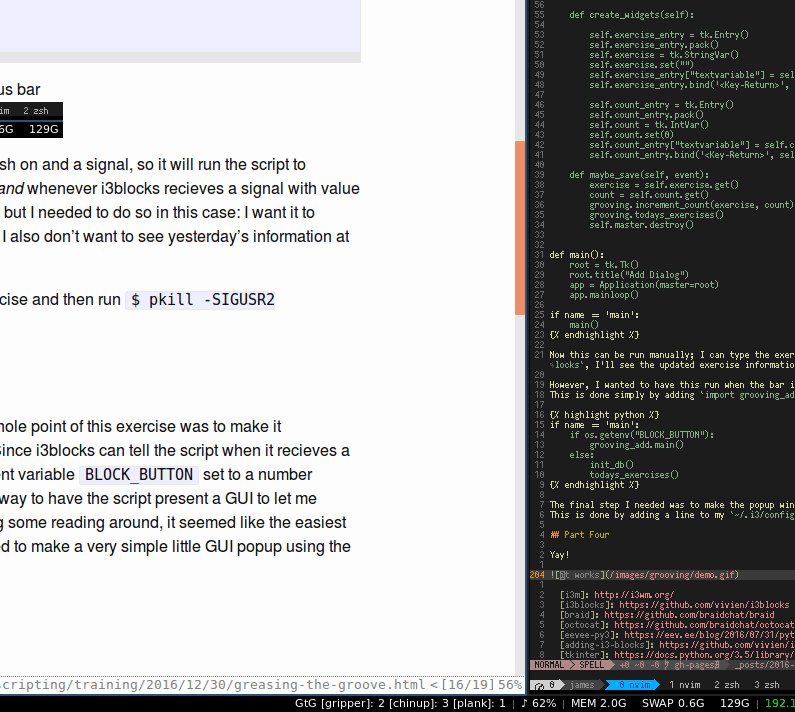 us bar
im 2 zsh
6G 129G
sh on and a signal, so it will run the script to
and whenever i3blocks recieves a signal with value
but I needed to do so in this case: I want it to
I also don't want to see yesterday's information at
cise and then run $ pkill -SIGUSR2
hole point of this exercise was to make it
Since i3blocks can tell the script when it recieves a
ent variable BLOCK_BUTTON set to a number
way to have the script present a GUI to let me
g some reading around, it seemed like the easiest
ed to make a very simple little GUI popup using the
scripting/training/2016/12/30/greasing-the-groove.html < [16/19] 56%
56
55 def create_widgets(self):
54
53 self.exercise_entry = tk.Entry()
52 self.exercise_entry.pack()
51 self.exercise = tk.StringVar()
50 self.exercise.set("")
49 self.exercise_entry["textvariable"] = sel
48 self.exercise_entry.bind('<Key-Return>',
47
46 self.count_entry = tk.Entry()
45 self.count_entry.pack()
44 self.count = tk.IntVar()
43 self.count.set(0)
42 self.count_entry["textvariable"] = self.c
41 self.count_entry.bind('<Key-Return>', sel
40
39 def maybe_save(self, event):
38 exercise = self.exercise.get()
37 count = self.count.get()
36 grooving.increment_count(exercise, count)
35 grooving.todays_exercises()
34 self.master.destroy()
33
32
31 def main():
30 root = tk.Tk()
29 root.title("Add Dialog")
28 app = Application(master=root)
27 app.mainloop()
26
25 if name == 'main':
24 main()
23 {% endhighlight %}
22
21 Now this can be run manually; I can type the exer
locks`, I'll see the updated exercise informatio
20
19 However, I wanted to have this run when the bar i
18 This is done simply by adding `import grooving_ad
17
16 {% highlight python %}
15 if name == 'main':
14 if os.getenv("BLOCK_BUTTON"):
13 grooving_add.main()
12 else:
11 init_db()
10 todays_exercises()
9 {% endhighlight %}
8
7 The final step I needed was to make the popup win
6 This is done by adding a line to my `~/.i3/config
5
4 ## Part Four
3
2 Yay!
1
204 ![it works](/images/grooving/demo.gif)
1
2 [i3m]: http://i3wm.org/
3 [i3blocks]: https://github.com/vivien/i3blocks
4 [braid]: https://github.com/braidchat/braid
5 [octocat]: https://github.com/braidchat/octocat
6 [eevee-py3]: https://eev.ee/blog/2016/07/31/pyt
7 [adding-i3-blocks]: https://github.com/vivien/i
8 [tkinter]: https://docs.python.org/3.5/library/
NORMAL SPELL +0 ~0 -0 gh-pages _posts/2016-
0 james 0 nvim 1 nvim 2 zsh 3 zsh
GtG [gripper]: 2 [chinup]: 3 [plank]: 1 ♪ 62% MEM 2.0G SWAP 0.6G 129G 192.1